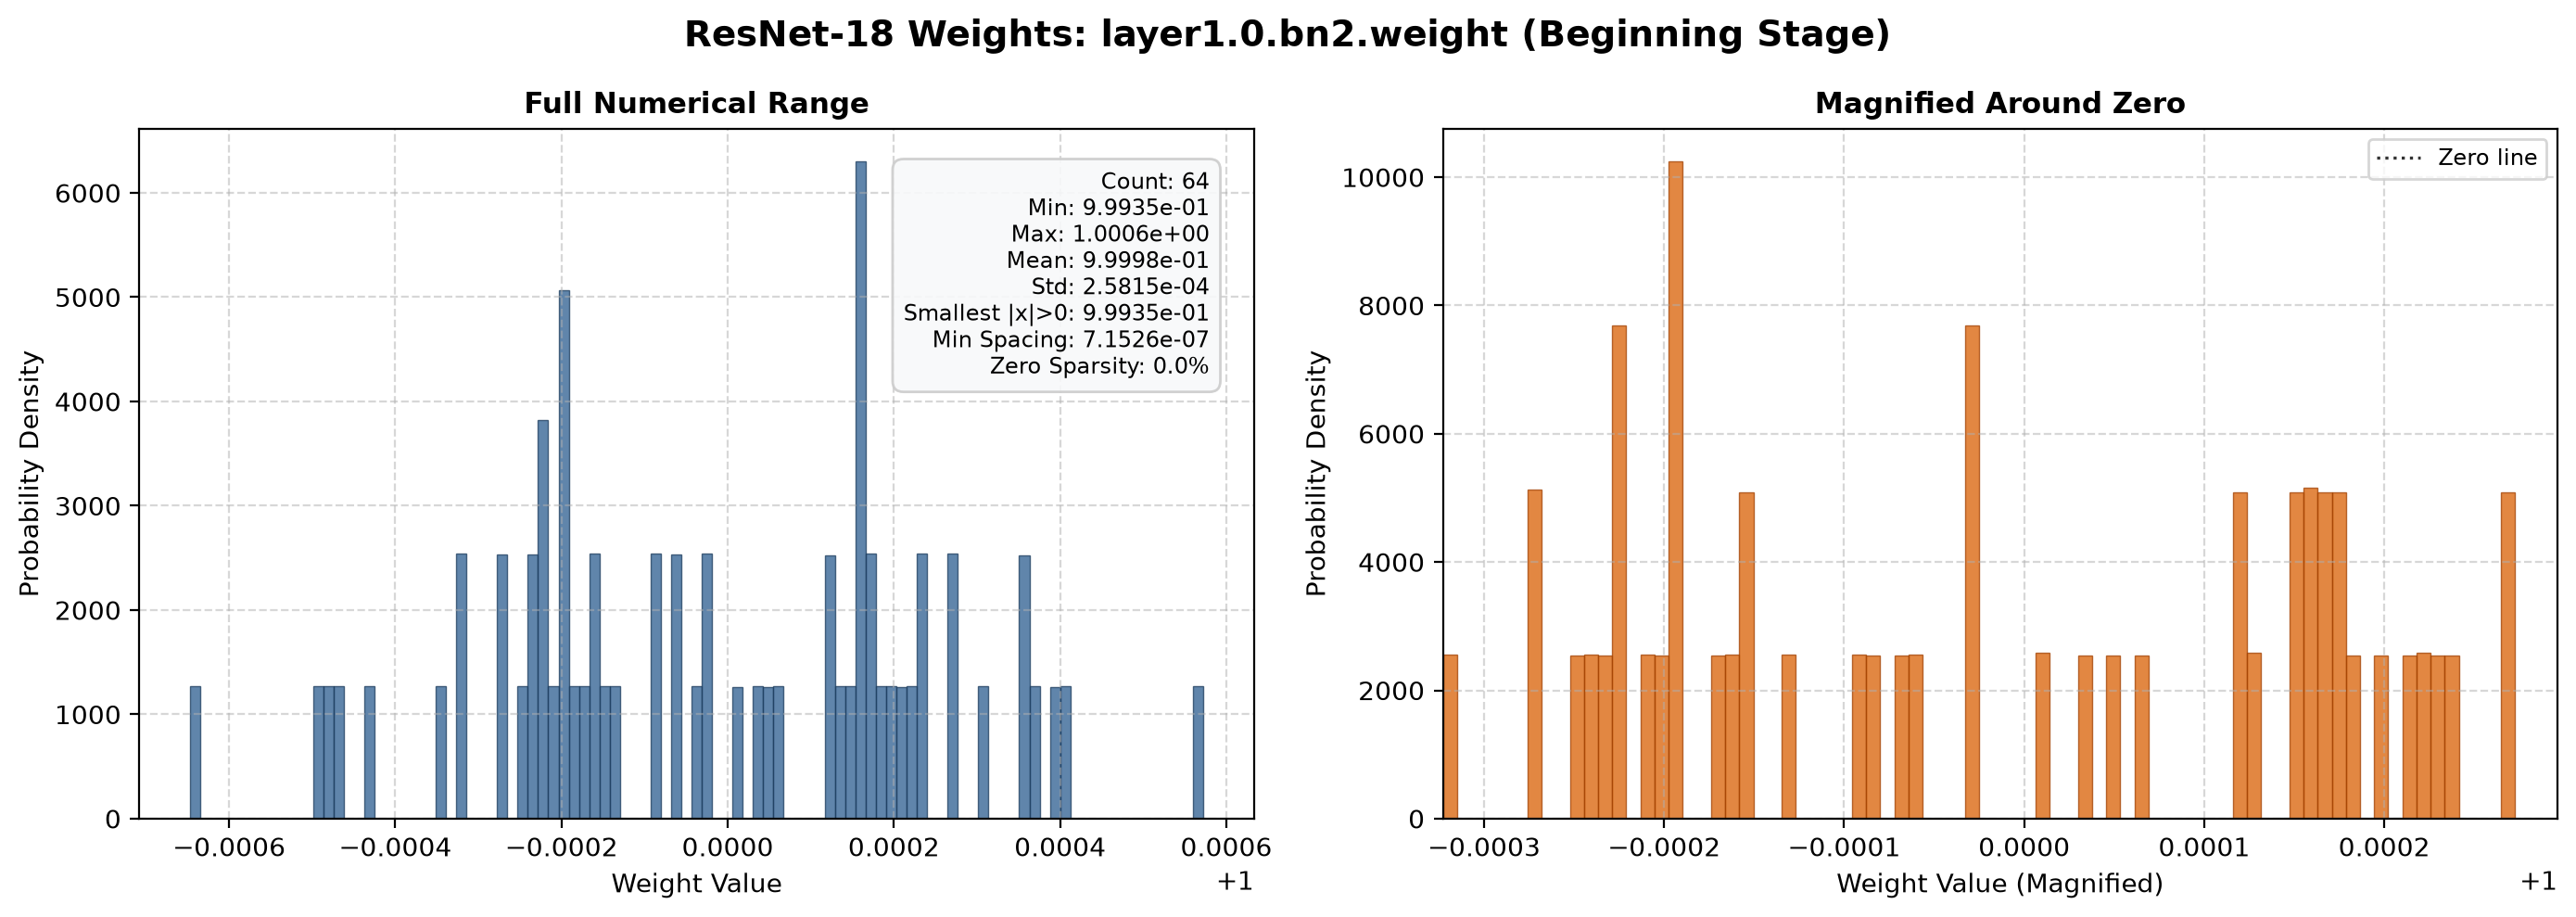 ResNet-18 Weights: layer1.0.bn2.weight (Beginning Stage)
Full Numerical Range
Probability Density
6000
5000
4000
3000
2000
1000
0
Count: 64
Min: 9.9935e-01
Max: 1.0006e+00
Mean: 9.9998e-01
Std: 2.5815e-04
Smallest |x|>0: 9.9935e-01
Min Spacing: 7.1526e-07
Zero Sparsity: 0.0%
−0.0006 −0.0004 −0.0002 0.0000 0.0002 0.0004 0.0006
Weight Value
+1
Magnified Around Zero
Probability Density
10000
8000
6000
4000
2000
0
Zero line
−0.0003 −0.0002 −0.0001 0.0000 0.0001 0.0002
Weight Value (Magnified)
+1